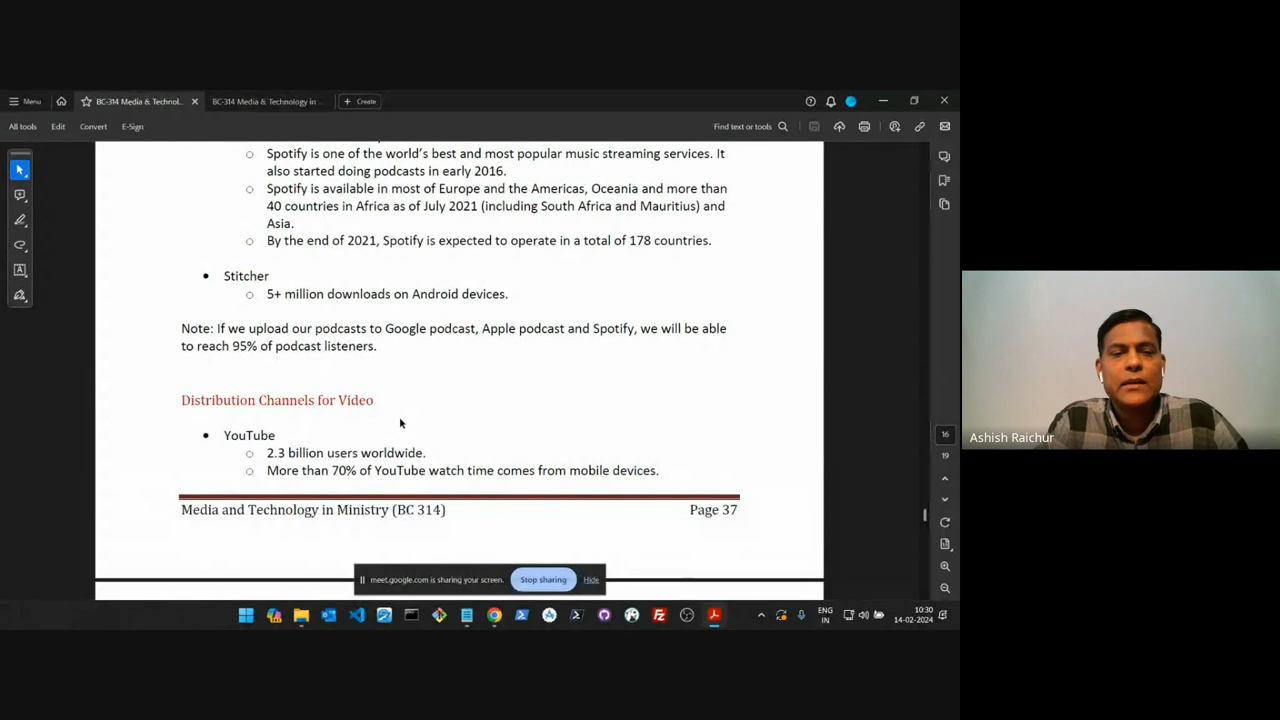 Menu
BC-314 Media & Technol...
BC-314 Media & Technology in ...
Create
All tools
Edit
Convert
E-Sign
Find text or tools
Spotify is one of the world's best and most popular music streaming services. It
also started doing podcasts in early 2016.
Spotify is available in most of Europe and the Americas, Oceania and more than
40 countries in Africa as of July 2021 (including South Africa and Mauritius) and
Asia.
By the end of 2021, Spotify is expected to operate in a total of 178 countries.
Stitcher
5+ million downloads on Android devices.
Note: If we upload our podcasts to Google podcast, Apple podcast and Spotify, we will be able
to reach 95% of podcast listeners.
Distribution Channels for Video
YouTube
2.3 billion users worldwide.
More than 70% of YouTube watch time comes from mobile devices.
Media and Technology in Ministry (BC 314) Page 37
16
19
Ashish Raichur
meet.google.com is sharing your screen.
Stop sharing
Hide
ENG
IN
10:30
14-02-2024